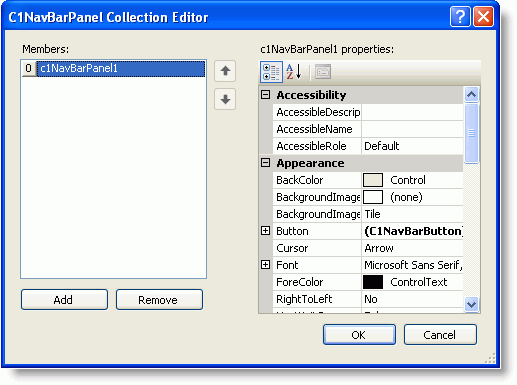 C1NavBarPanel Collection Editor
Members:
0 c1NavBarPanel1
Add
Remove
c1NavBarPanel1 properties:
Accessibility
AccessibleDescrip
AccessibleName
AccessibleRole Default
Appearance
BackColor Control
BackgroundImage (none)
BackgroundImage Tile
Button (C1NavBarButton)
Cursor Arrow
Font Microsoft Sans Serif,
ForeColor ControlText
RightToLeft No
OK
Cancel